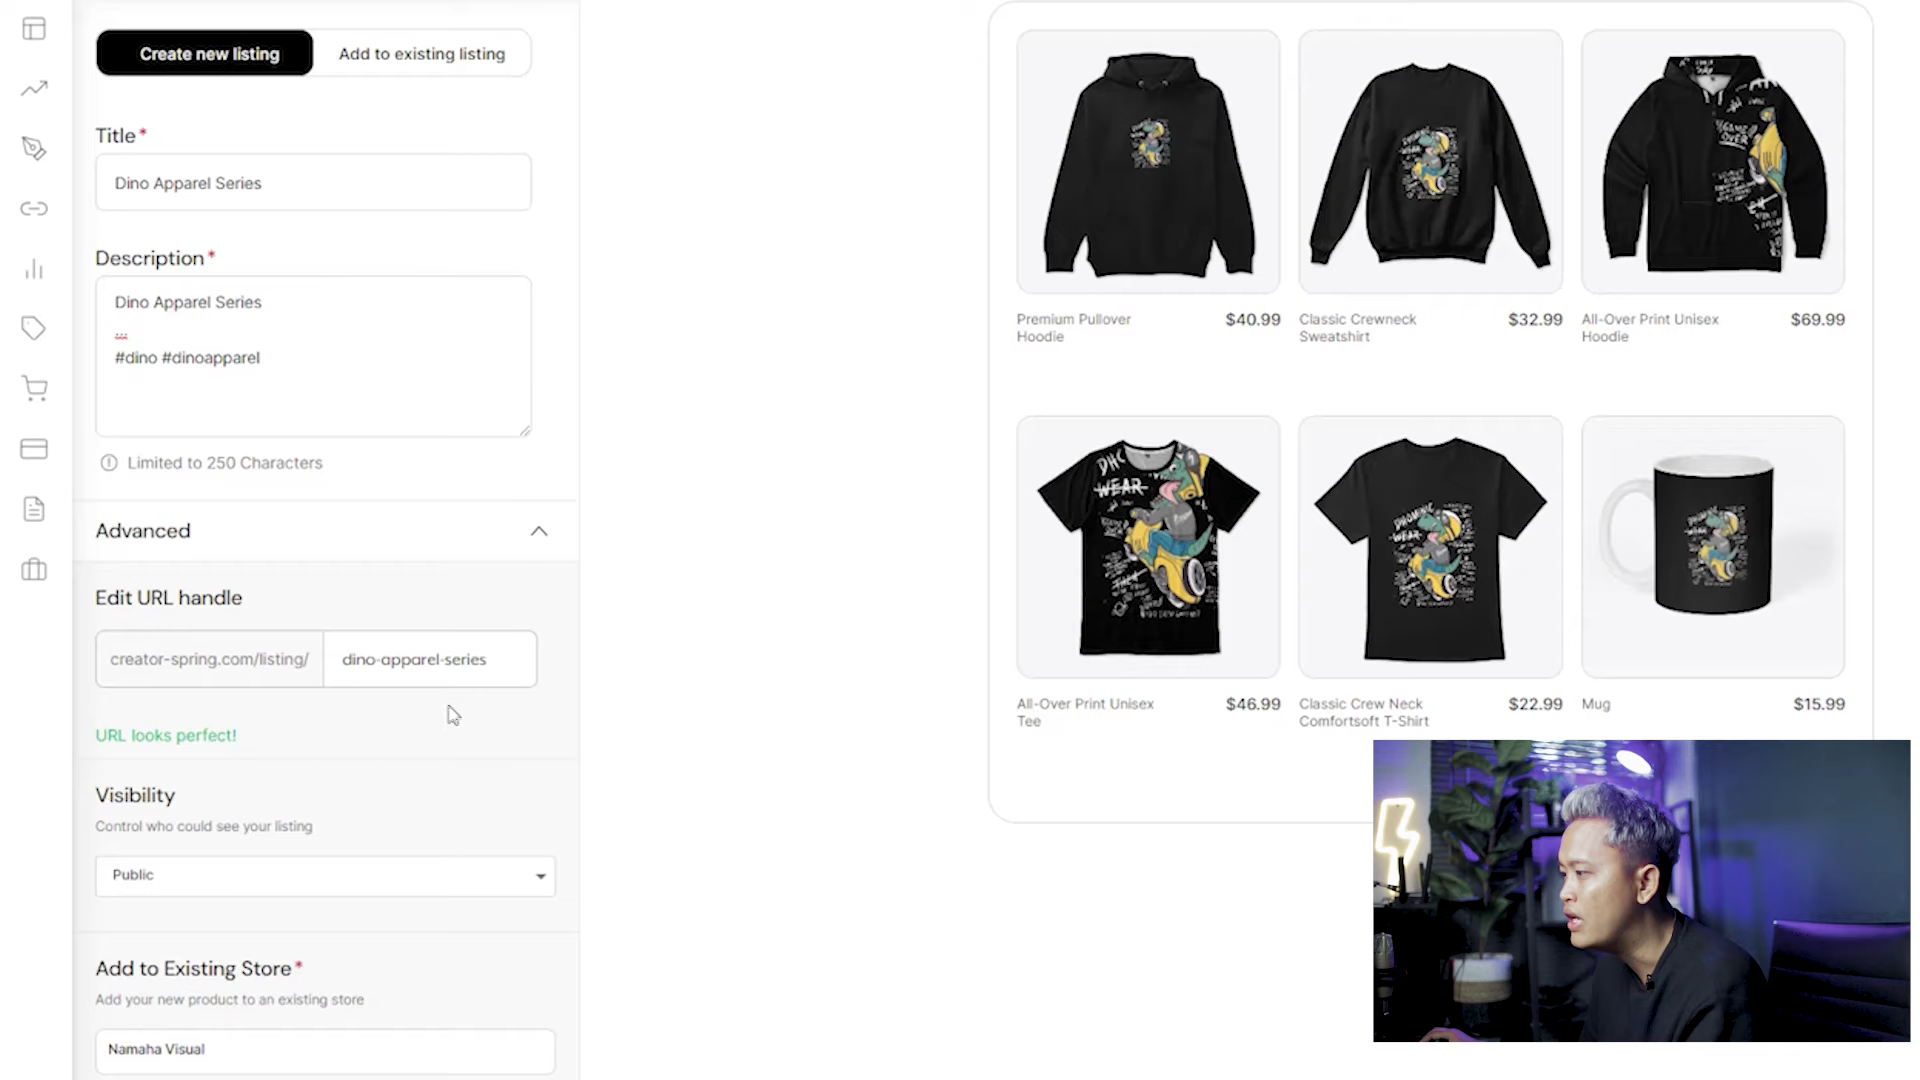 Create new listing
Add to existing listing
Title*
Dino Apparel Series
Description*
Dino Apparel Series
...
#dino #dinoapparel
Limited to 250 Characters
Advanced
Edit URL handle
creator-spring.com/listing/
dino-apparel-series
URL looks perfect!
Visibility
Control who could see your listing
Public
Add to Existing Store*
Add your new product to an existing store
Namaha Visual
GAME
OVER
Premium Pullover
Hoodie
$40.99
Classic Crewneck
Sweatshirt
$32.99
All-Over Print Unisex
Hoodie
$69.99
WEAR
WEAR
All-Over Print Unisex
Tee
$46.99
Classic Crew Neck
Comfortsoft T-Shirt
$22.99
Mug
$15.99